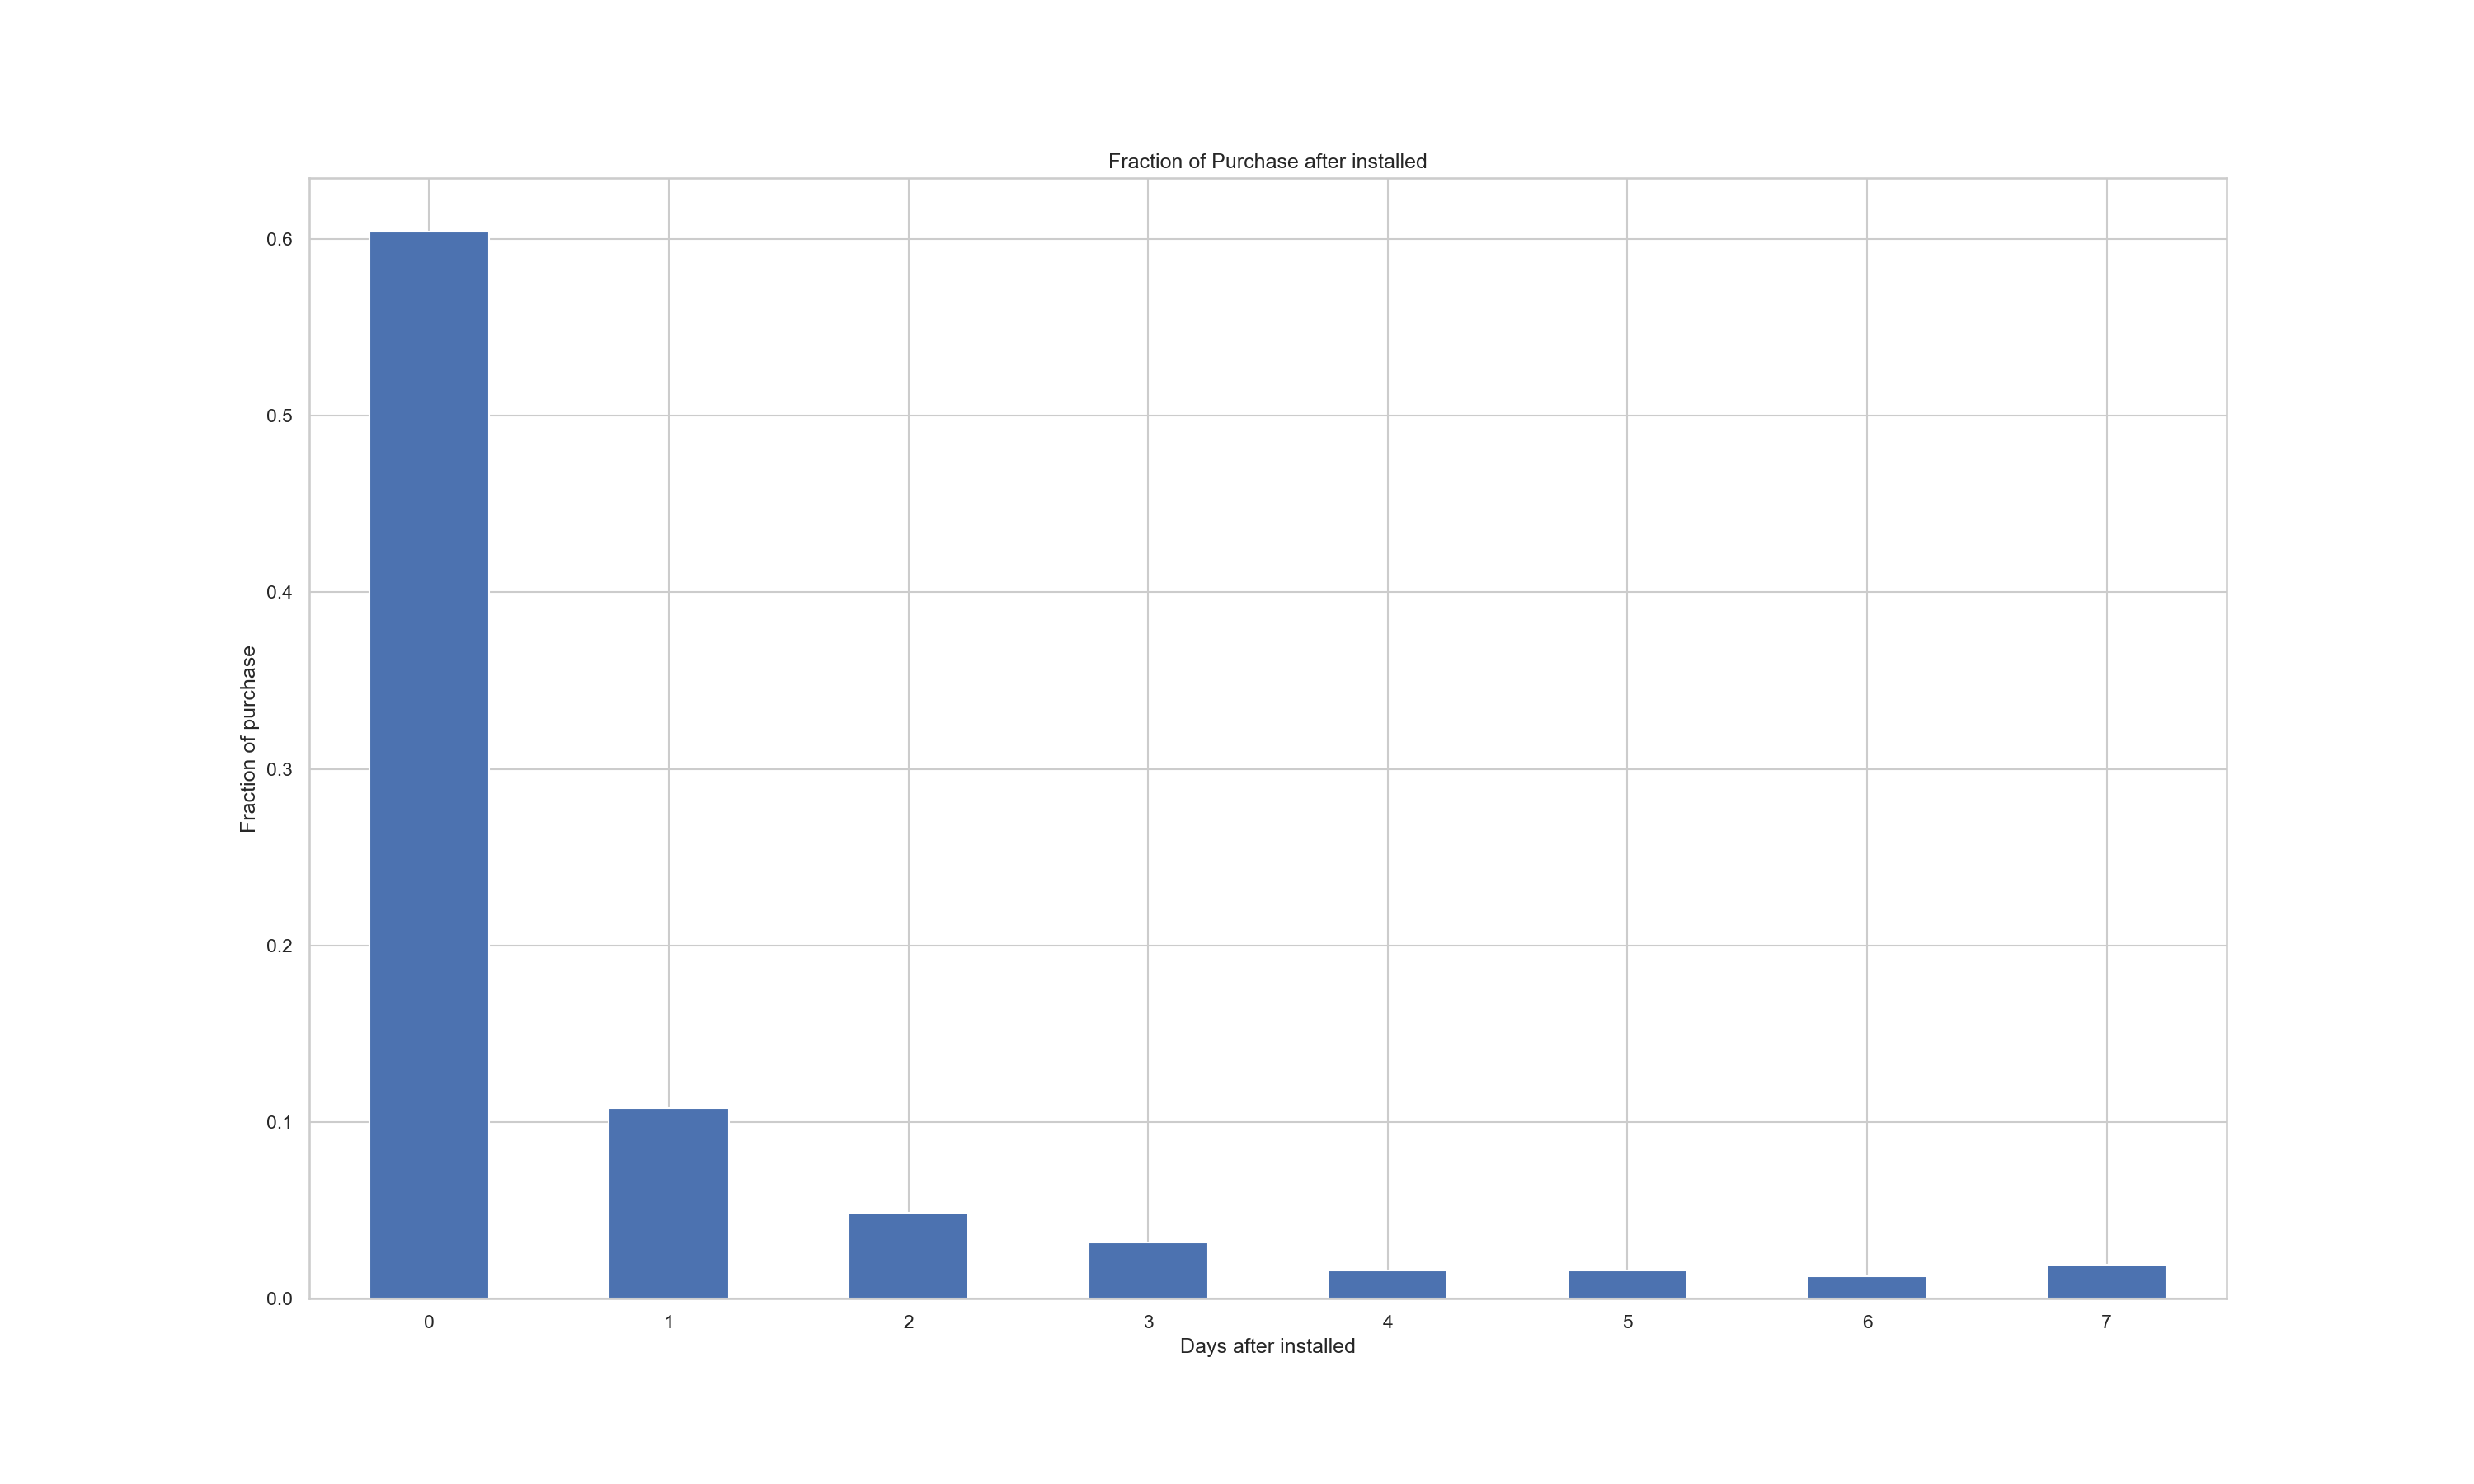 Fraction of Purchase after installed
0.6
0.5
0.4
0.3
0.2
0.1
0.0
Fraction of purchase
0 1 2 3 4 5 6 7
Days after installed